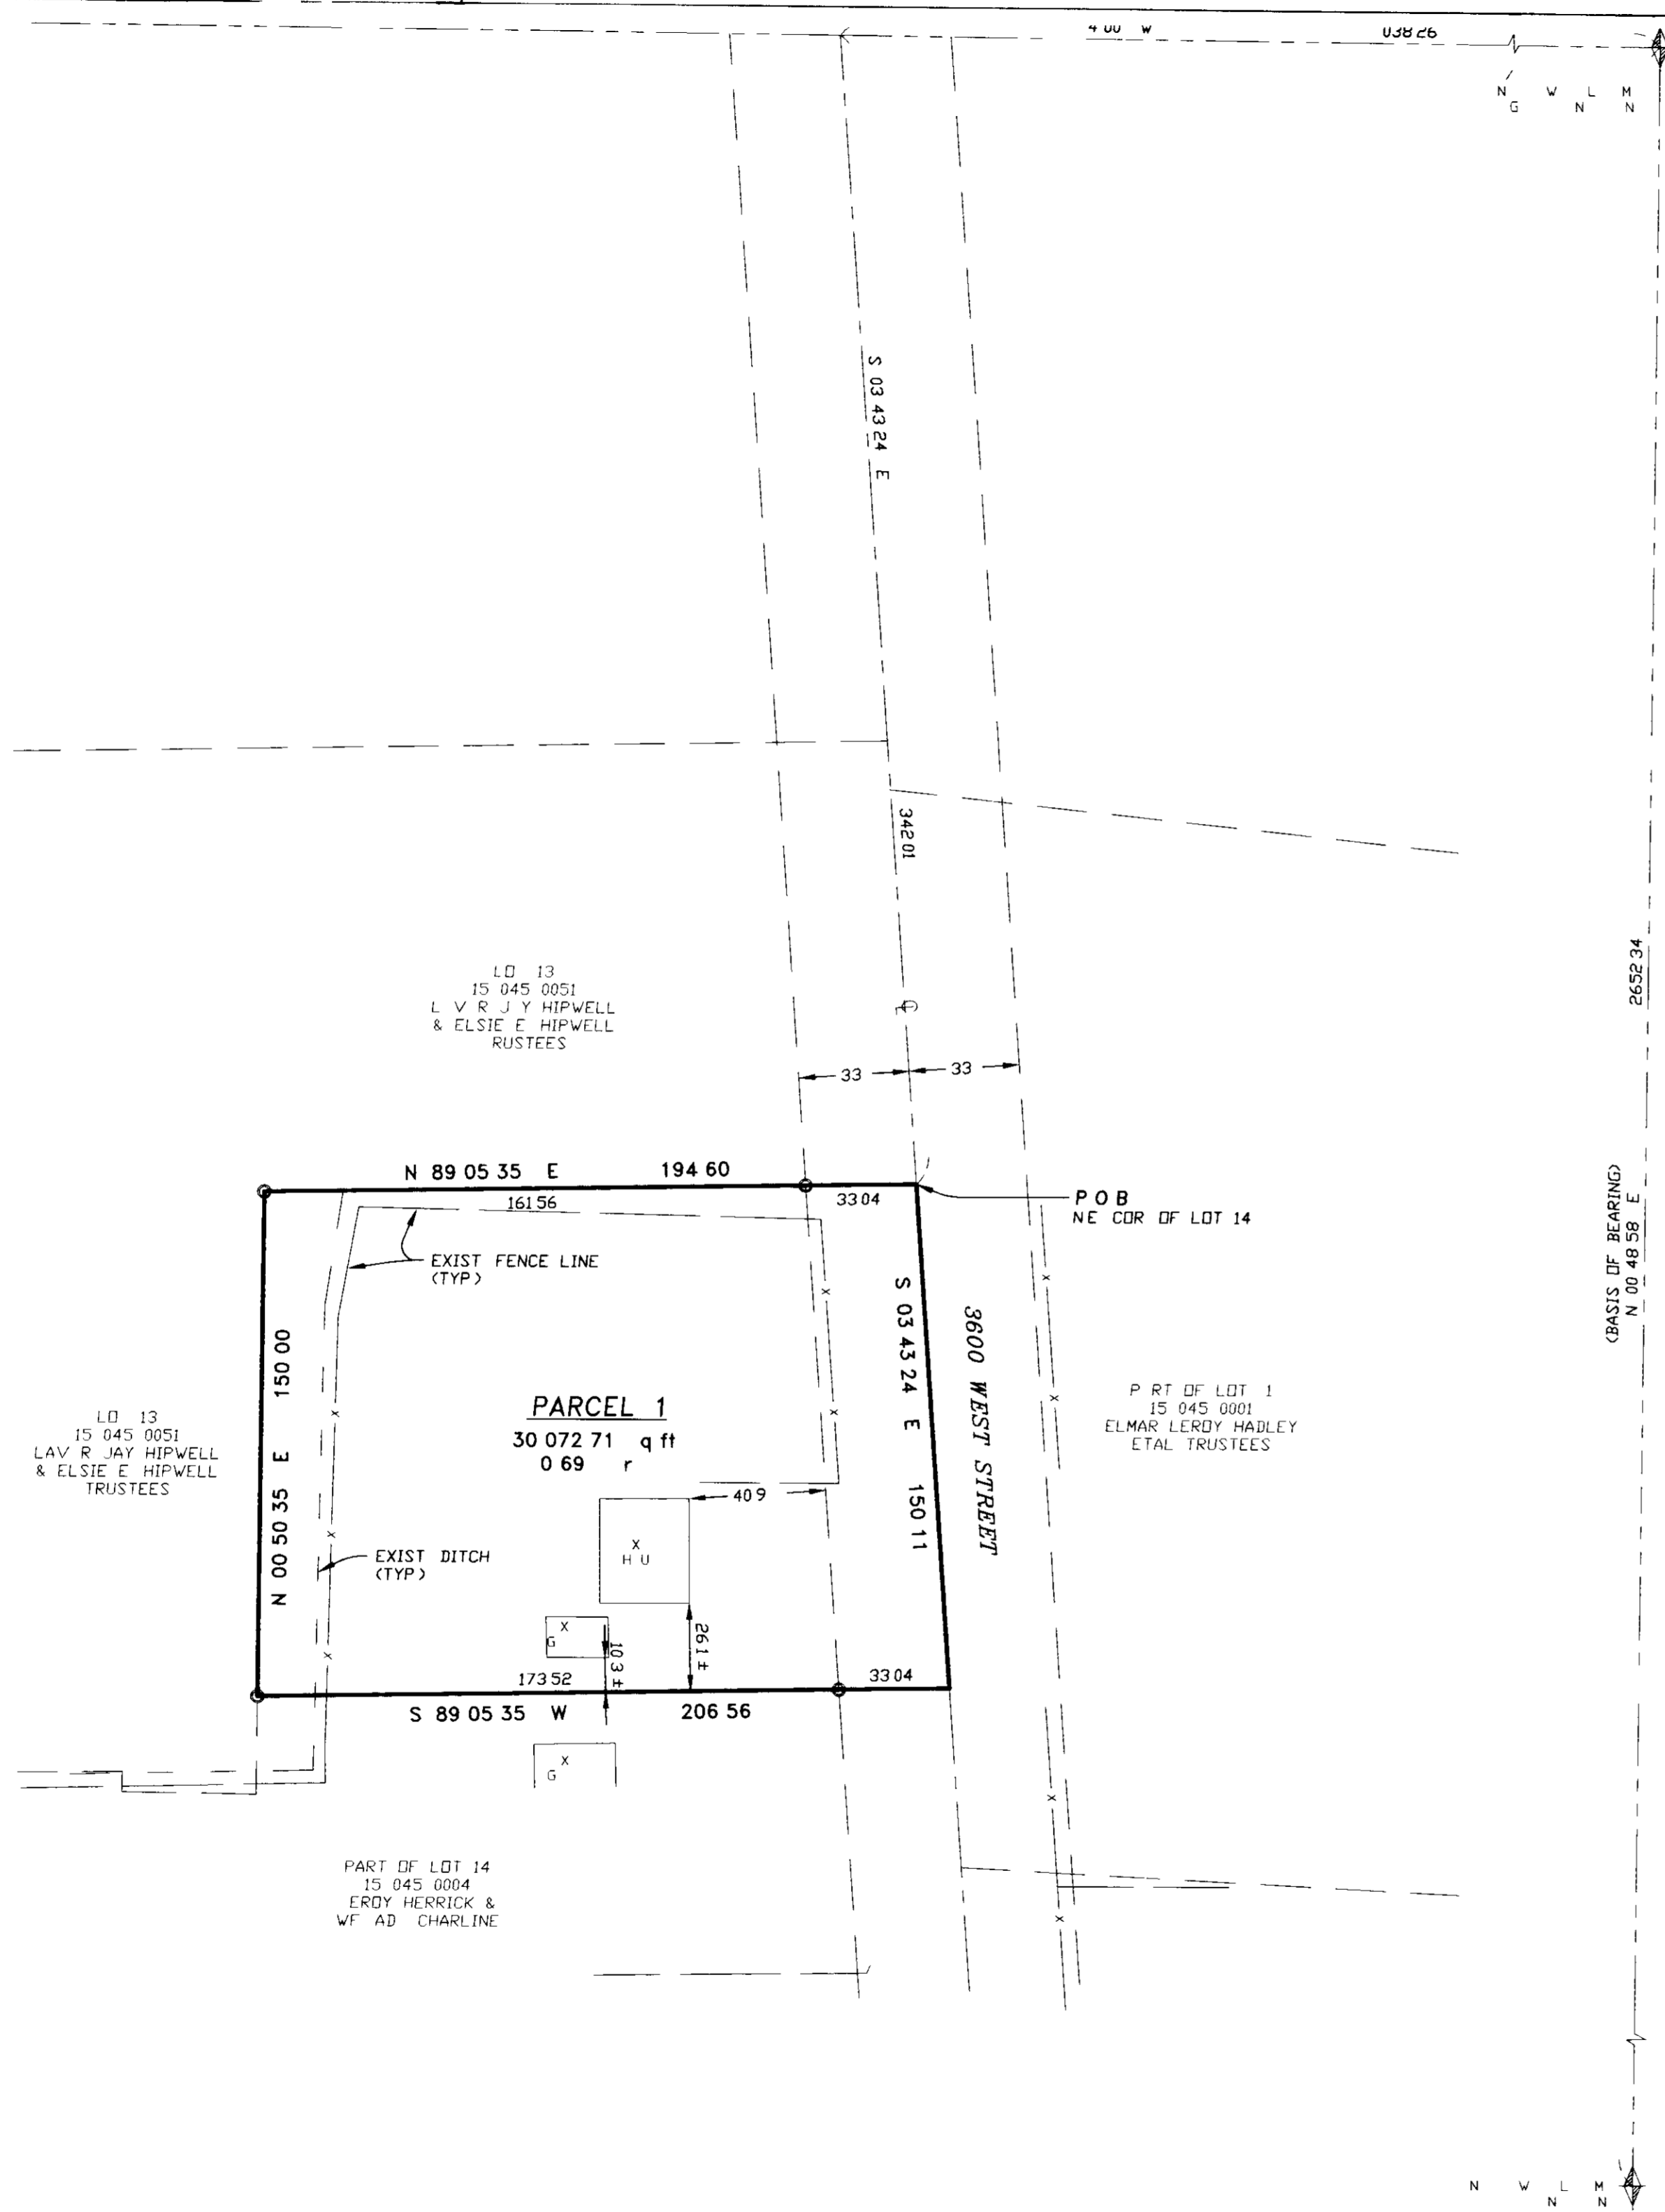 4 00 W
03826
N W L M
G N N
S 03 43 24 E
342 01
2652 34
(BASIS OF BEARING)
N 00 48 58 E
LO 13
15 045 0051
L V R J Y HIPWELL
& ELSIE E HIPWELL
RUSTEES
33
33
N 89 05 35 E 194 60
161 56
33 04
P O B
NE COR OF LOT 14
EXIST FENCE LINE
(TYP)
N 00 50 35 E 150 00
S 03 43 24 E 150 11
3600 WEST STREET
PARCEL 1
30 072 71 q ft
0 69 r
LO 13
15 045 0051
LAV R JAY HIPWELL
& ELSIE E HIPWELL
TRUSTEES
P RT OF LOT 1
15 045 0001
ELMAR LEROY HADLEY
ETAL TRUSTEES
40 9
X
H U
EXIST DITCH
(TYP)
X
G
10 3 ±
26 1 ±
173 52
33 04
S 89 05 35 W 206 56
X
G
PART OF LOT 14
15 045 0004
EROY HERRICK &
WF AD CHARLINE
N W L M
N N